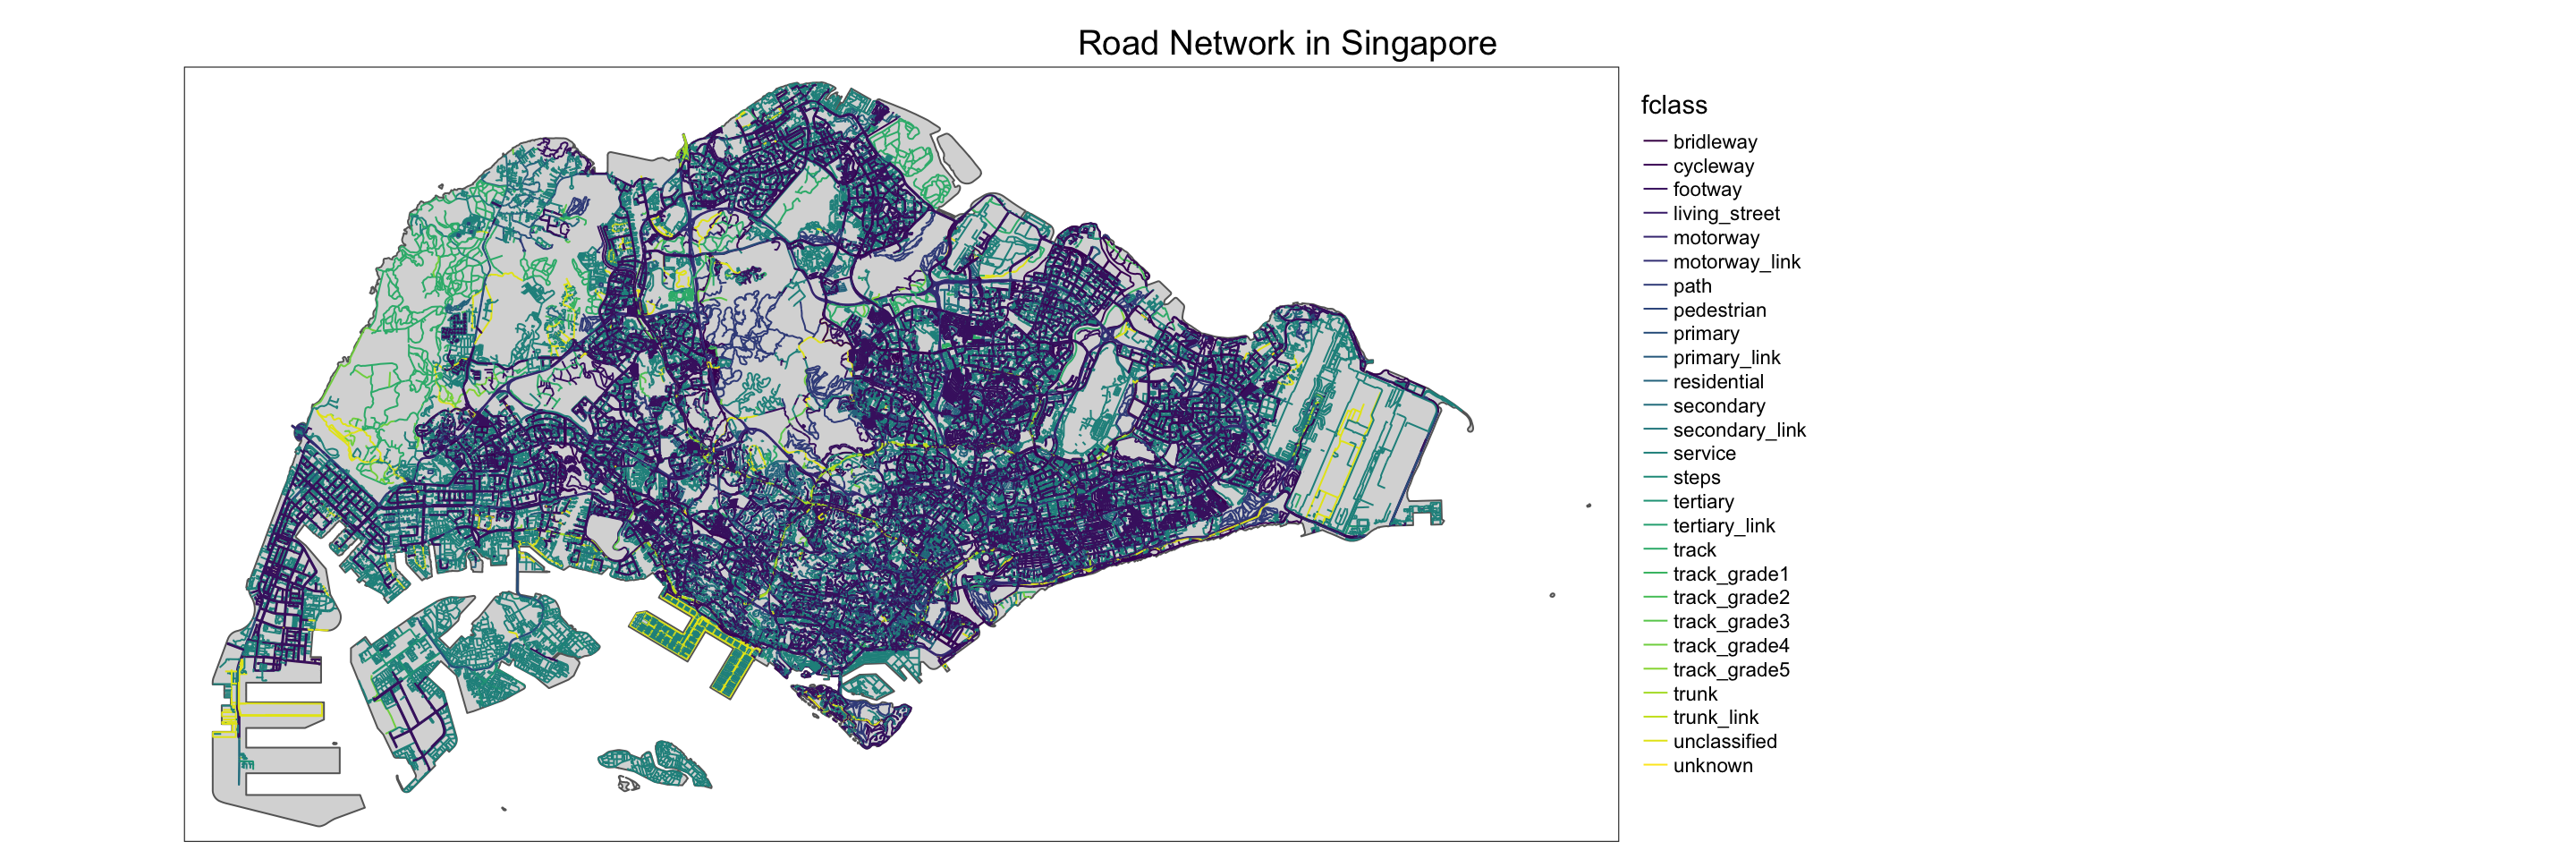 Road Network in Singapore
fclass
bridleway
cycleway
footway
living_street
motorway
motorway_link
path
pedestrian
primary
primary_link
residential
secondary
secondary_link
service
steps
tertiary
tertiary_link
track
track_grade1
track_grade2
track_grade3
track_grade4
track_grade5
trunk
trunk_link
unclassified
unknown